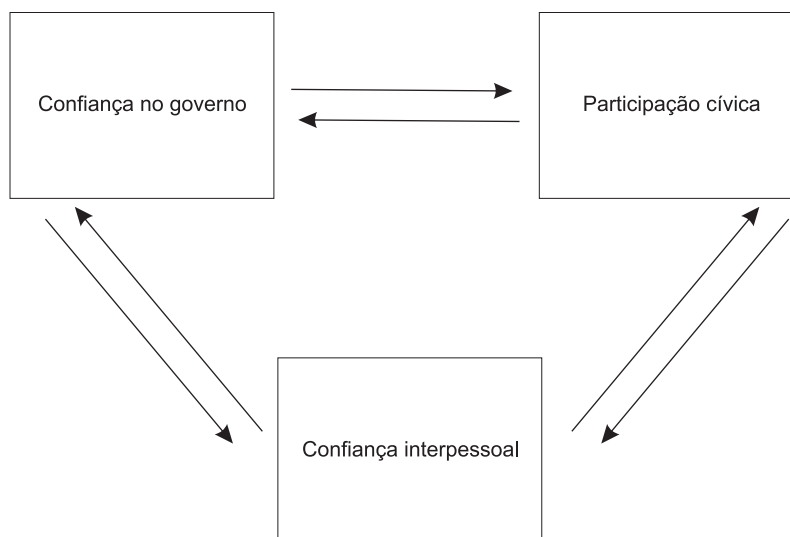 Confiança no governo
Participação cívica
Confiança interpessoal